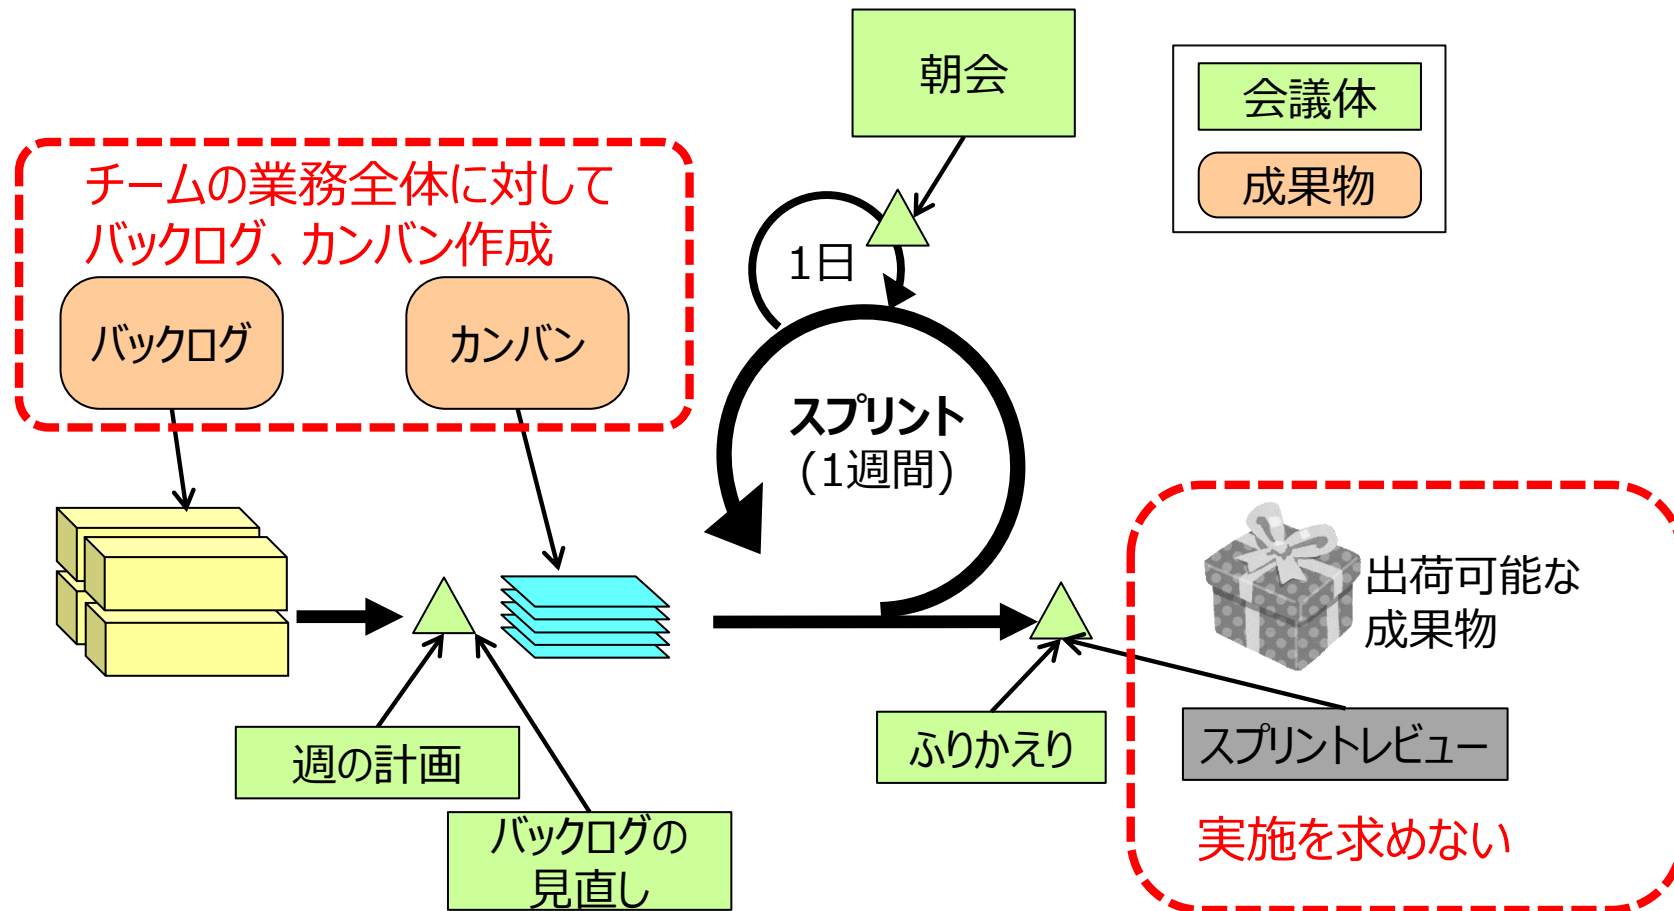 朝会
会議体
成果物
チームの業務全体に対して
バックログ、カンバン作成
バックログ
カンバン
1日
スプリント
(1週間)
出荷可能な
成果物
週の計画
バックログの
見直し
ふりかえり
スプリントレビュー
実施を求めない